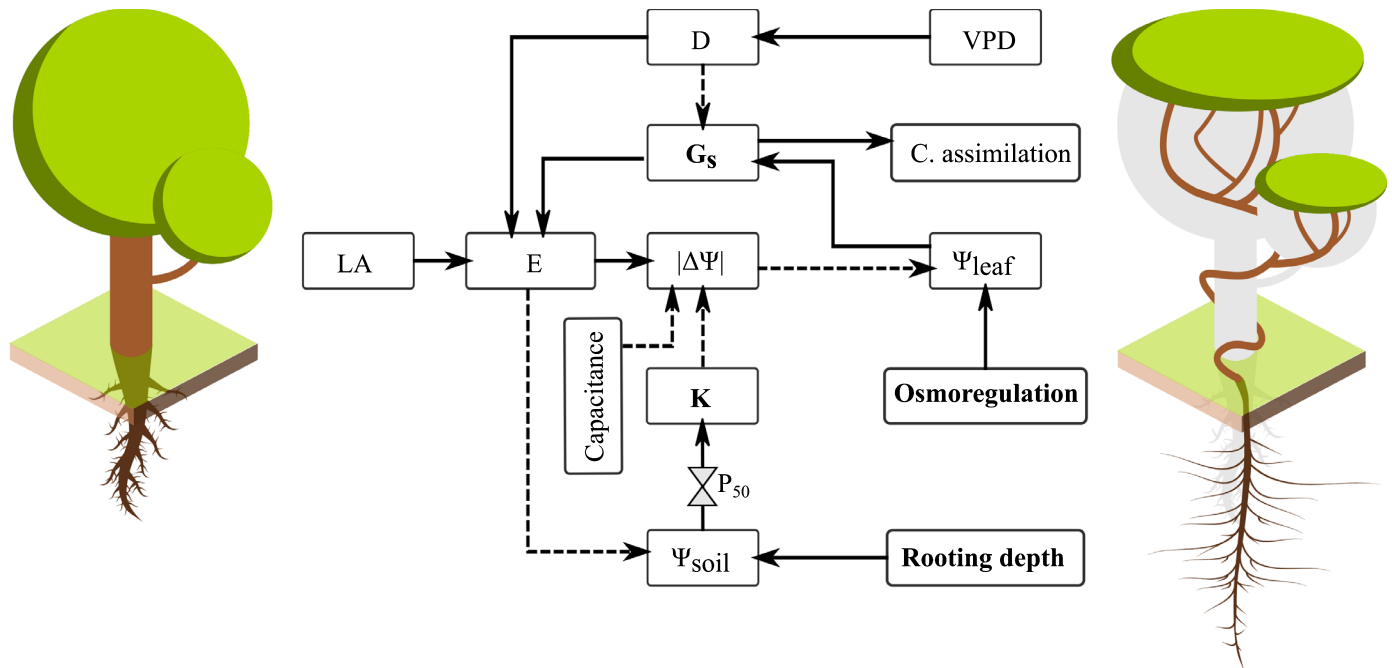 D
VPD
Gs
C. assimilation
LA
E
|ΔΨ|
Ψleaf
Capacitance
K
Osmoregulation
P50
Ψsoil
Rooting depth